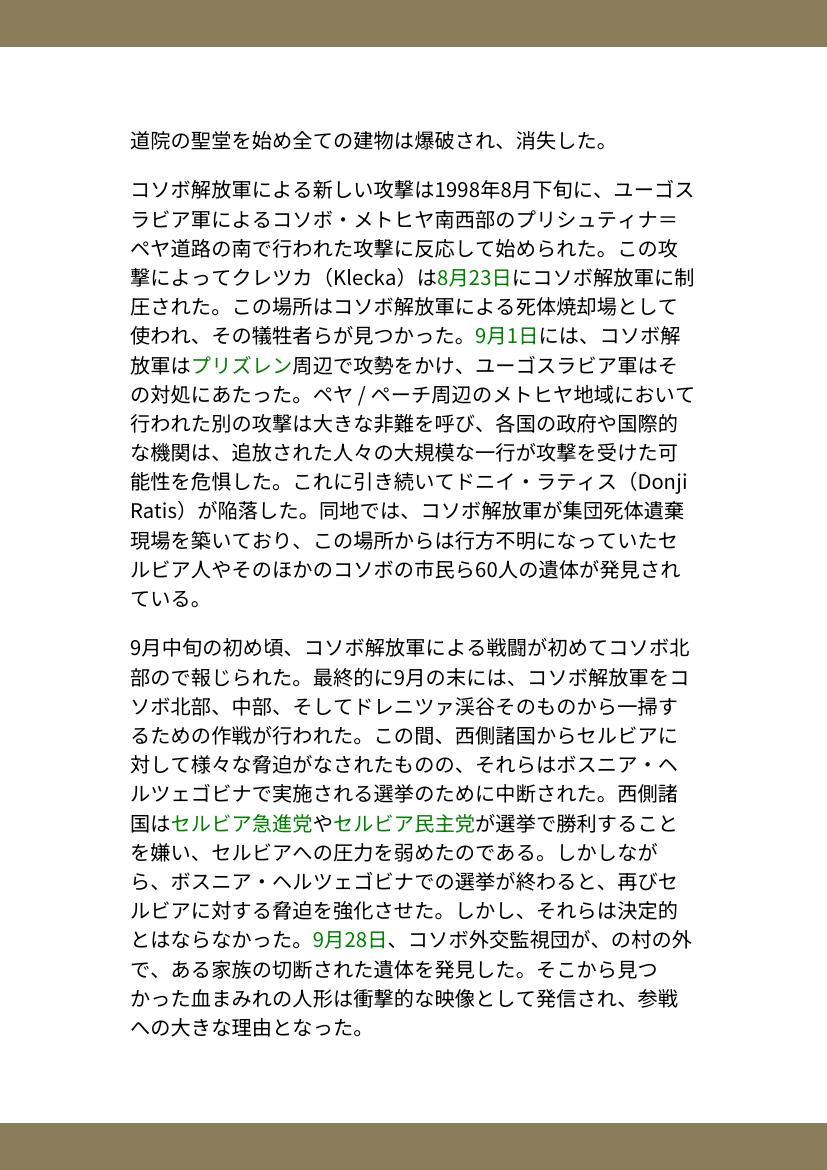 道院の聖堂を始め全ての建物は爆破され、消失した。
コソボ解放軍による新しい攻撃は1998年8月下旬に、ユーゴス
ラビア軍によるコソボ・メトヒヤ南西部のプリシュティナ＝
ペヤ道路の南で行われた攻撃に反応して始められた。この攻
撃によってクレツカ（Klecka）は8月23日にコソボ解放軍に制
圧された。この場所はコソボ解放軍による死体焼却場として
使われ、その犠牲者らが見つかった。9月1日には、コソボ解
放軍はプリズレン周辺で攻勢をかけ、ユーゴスラビア軍はそ
の対処にあたった。ペヤ / ペーチ周辺のメトヒヤ地域において
行われた別の攻撃は大きな非難を呼び、各国の政府や国際的
な機関は、追放された人々の大規模な一行が攻撃を受けた可
能性を危惧した。これに引き続いてドニイ・ラティス（Donji
Ratis）が陥落した。同地では、コソボ解放軍が集団死体遺棄
現場を築いており、この場所からは行方不明になっていたセ
ルビア人やそのほかのコソボの市民ら60人の遺体が発見され
ている。
9月中旬の初め頃、コソボ解放軍による戦闘が初めてコソボ北
部ので報じられた。最終的に9月の末には、コソボ解放軍をコ
ソボ北部、中部、そしてドレニツァ渓谷そのものから一掃す
るための作戦が行われた。この間、西側諸国からセルビアに
対して様々な脅迫がなされたものの、それらはボスニア・ヘ
ルツェゴビナで実施される選挙のために中断された。西側諸
国はセルビア急進党やセルビア民主党が選挙で勝利すること
を嫌い、セルビアへの圧力を弱めたのである。しかしなが
ら、ボスニア・ヘルツェゴビナでの選挙が終わると、再びセ
ルビアに対する脅迫を強化させた。しかし、それらは決定的
とはならなかった。9月28日、コソボ外交監視団が、の村の外
で、ある家族の切断された遺体を発見した。そこから見つ
かった血まみれの人形は衝撃的な映像として発信され、参戦
への大きな理由となった。